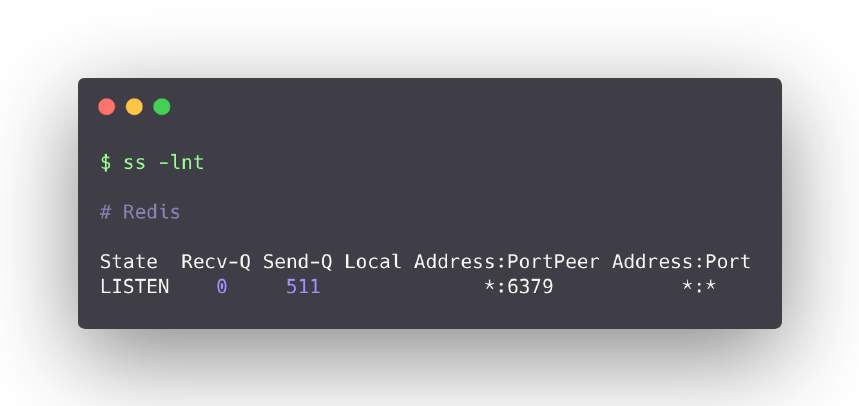 $ ss -lnt
# Redis
State  Recv-Q Send-Q Local Address:PortPeer Address:Port
LISTEN    0     511              *:6379           *:*